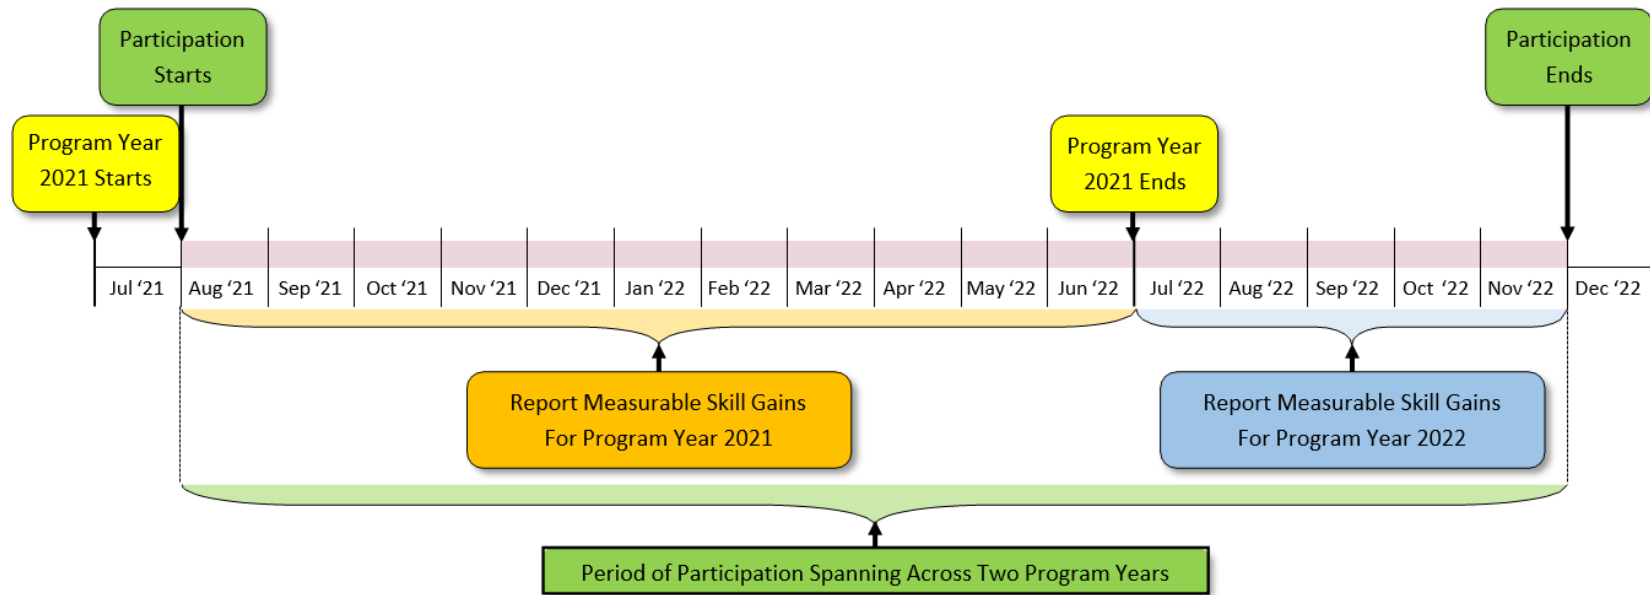 Participation
Starts
Participation
Ends
Program Year
2021 Starts
Program Year
2021 Ends
Jul ‘21
Aug ‘21
Sep ‘21
Oct ‘21
Nov ‘21
Dec ‘21
Jan ‘22
Feb ‘22
Mar ‘22
Apr ‘22
May ‘22
Jun ‘22
Jul ‘22
Aug ‘22
Sep ‘22
Oct ‘22
Nov ‘22
Dec ‘22
Report Measurable Skill Gains
For Program Year 2021
Report Measurable Skill Gains
For Program Year 2022
Period of Participation Spanning Across Two Program Years